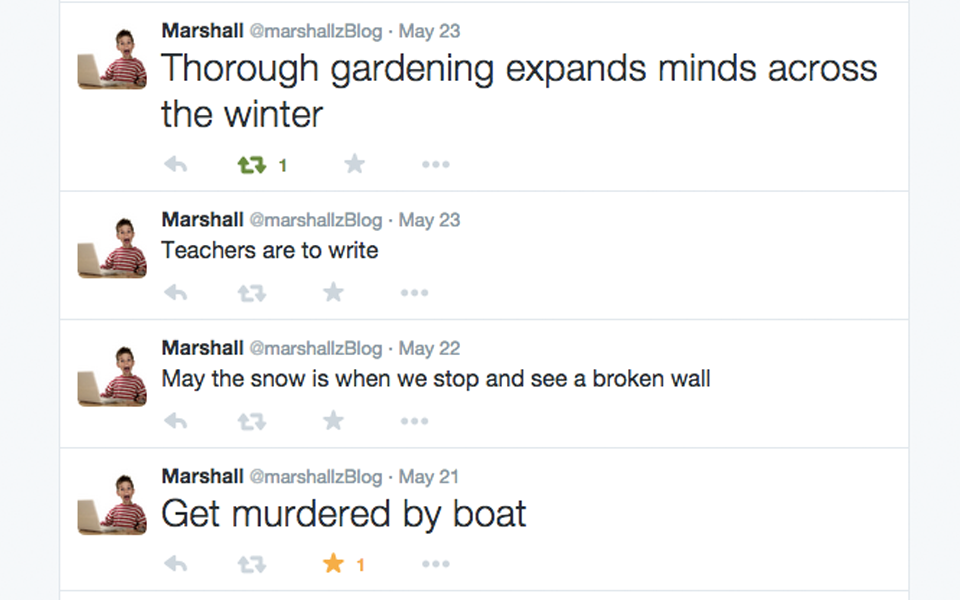 Marshall @marshallzBlog · May 23
Thorough gardening expands minds across
the winter
1
Marshall @marshallzBlog · May 23
Teachers are to write
Marshall @marshallzBlog · May 22
May the snow is when we stop and see a broken wall
Marshall @marshallzBlog · May 21
Get murdered by boat
1